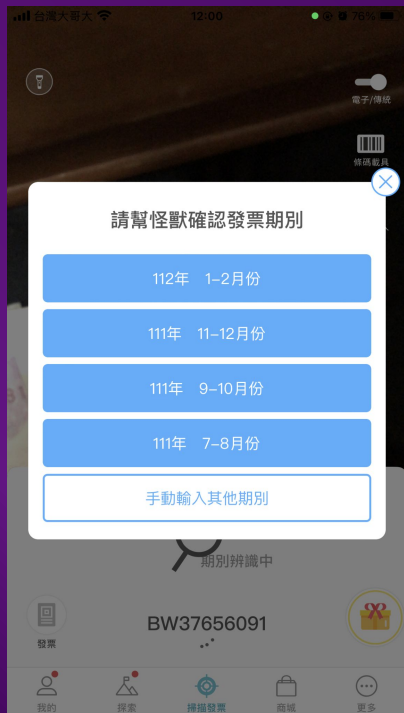 台灣大哥大
12:00
76%
電子/傳統
修碼載具
請幫怪獸確認發票期別
112年 1-2月份
111年 11-12月份
111年 9-10月份
111年 7-8月份
手動輸入其他期別
期別辨識中
BW37656091
發票
我的
探索
掃描發票
商城
更多